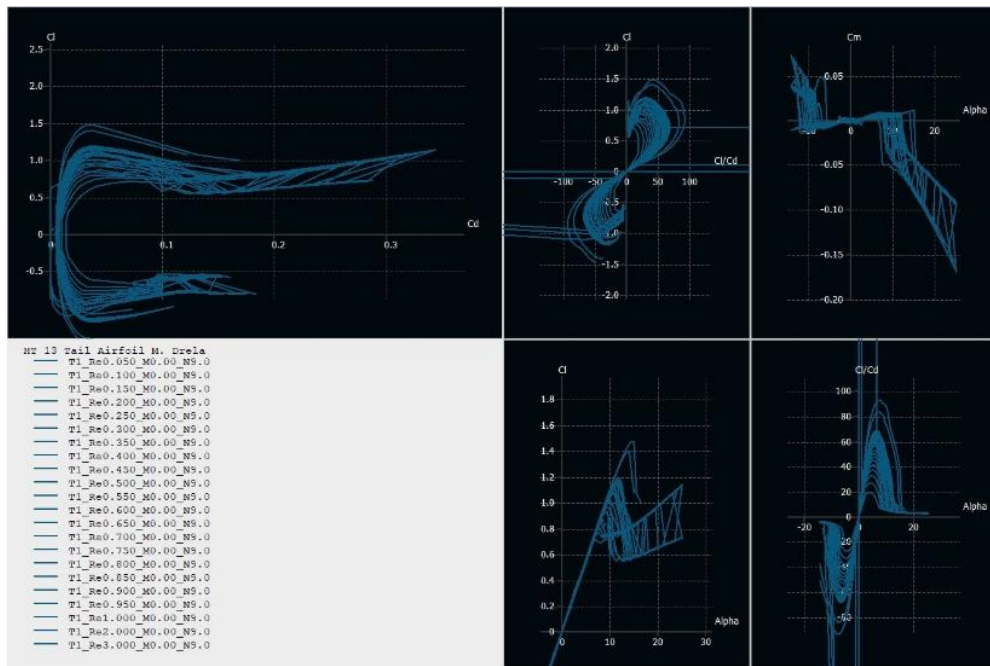 Cl
2.5
2.0
1.5
1.0
0.5
0
-0.5
0.1
0.2
0.3
Cd
Cl
2.0
1.5
1.0
0.5
0
-1.0
-1.5
-2.0
-100
-50
0
50
100
Cl/Cd
Cm
0.05
-0.05
-0.10
-0.15
-0.20
0
20
Alpha
HT 13 Tail Airfoil M. Drela
T1_Re0.050_M0.00_N9.0
T1_Re0.100_M0.00_N9.0
T1_Re0.150_M0.00_N9.0
T1_Re0.200_M0.00_N9.0
T1_Re0.250_M0.00_N9.0
T1_Re0.300_M0.00_N9.0
T1_Re0.350_M0.00_N9.0
T1_Re0.400_M0.00_N9.0
T1_Re0.450_M0.00_N9.0
T1_Re0.500_M0.00_N9.0
T1_Re0.550_M0.00_N9.0
T1_Re0.600_M0.00_N9.0
T1_Re0.650_M0.00_N9.0
T1_Re0.700_M0.00_N9.0
T1_Re0.750_M0.00_N9.0
T1_Re0.800_M0.00_N9.0
T1_Re0.850_M0.00_N9.0
T1_Re0.900_M0.00_N9.0
T1_Re0.950_M0.00_N9.0
T1_Re1.000_M0.00_N9.0
T1_Re2.000_M0.00_N9.0
T1_Re3.000_M0.00_N9.0
Cl
1.8
1.6
1.4
1.2
1.0
0.8
0.6
0.4
0.2
0
10
20
30
Alpha
Cl/Cd
100
80
60
40
20
0
-20
20
Alpha